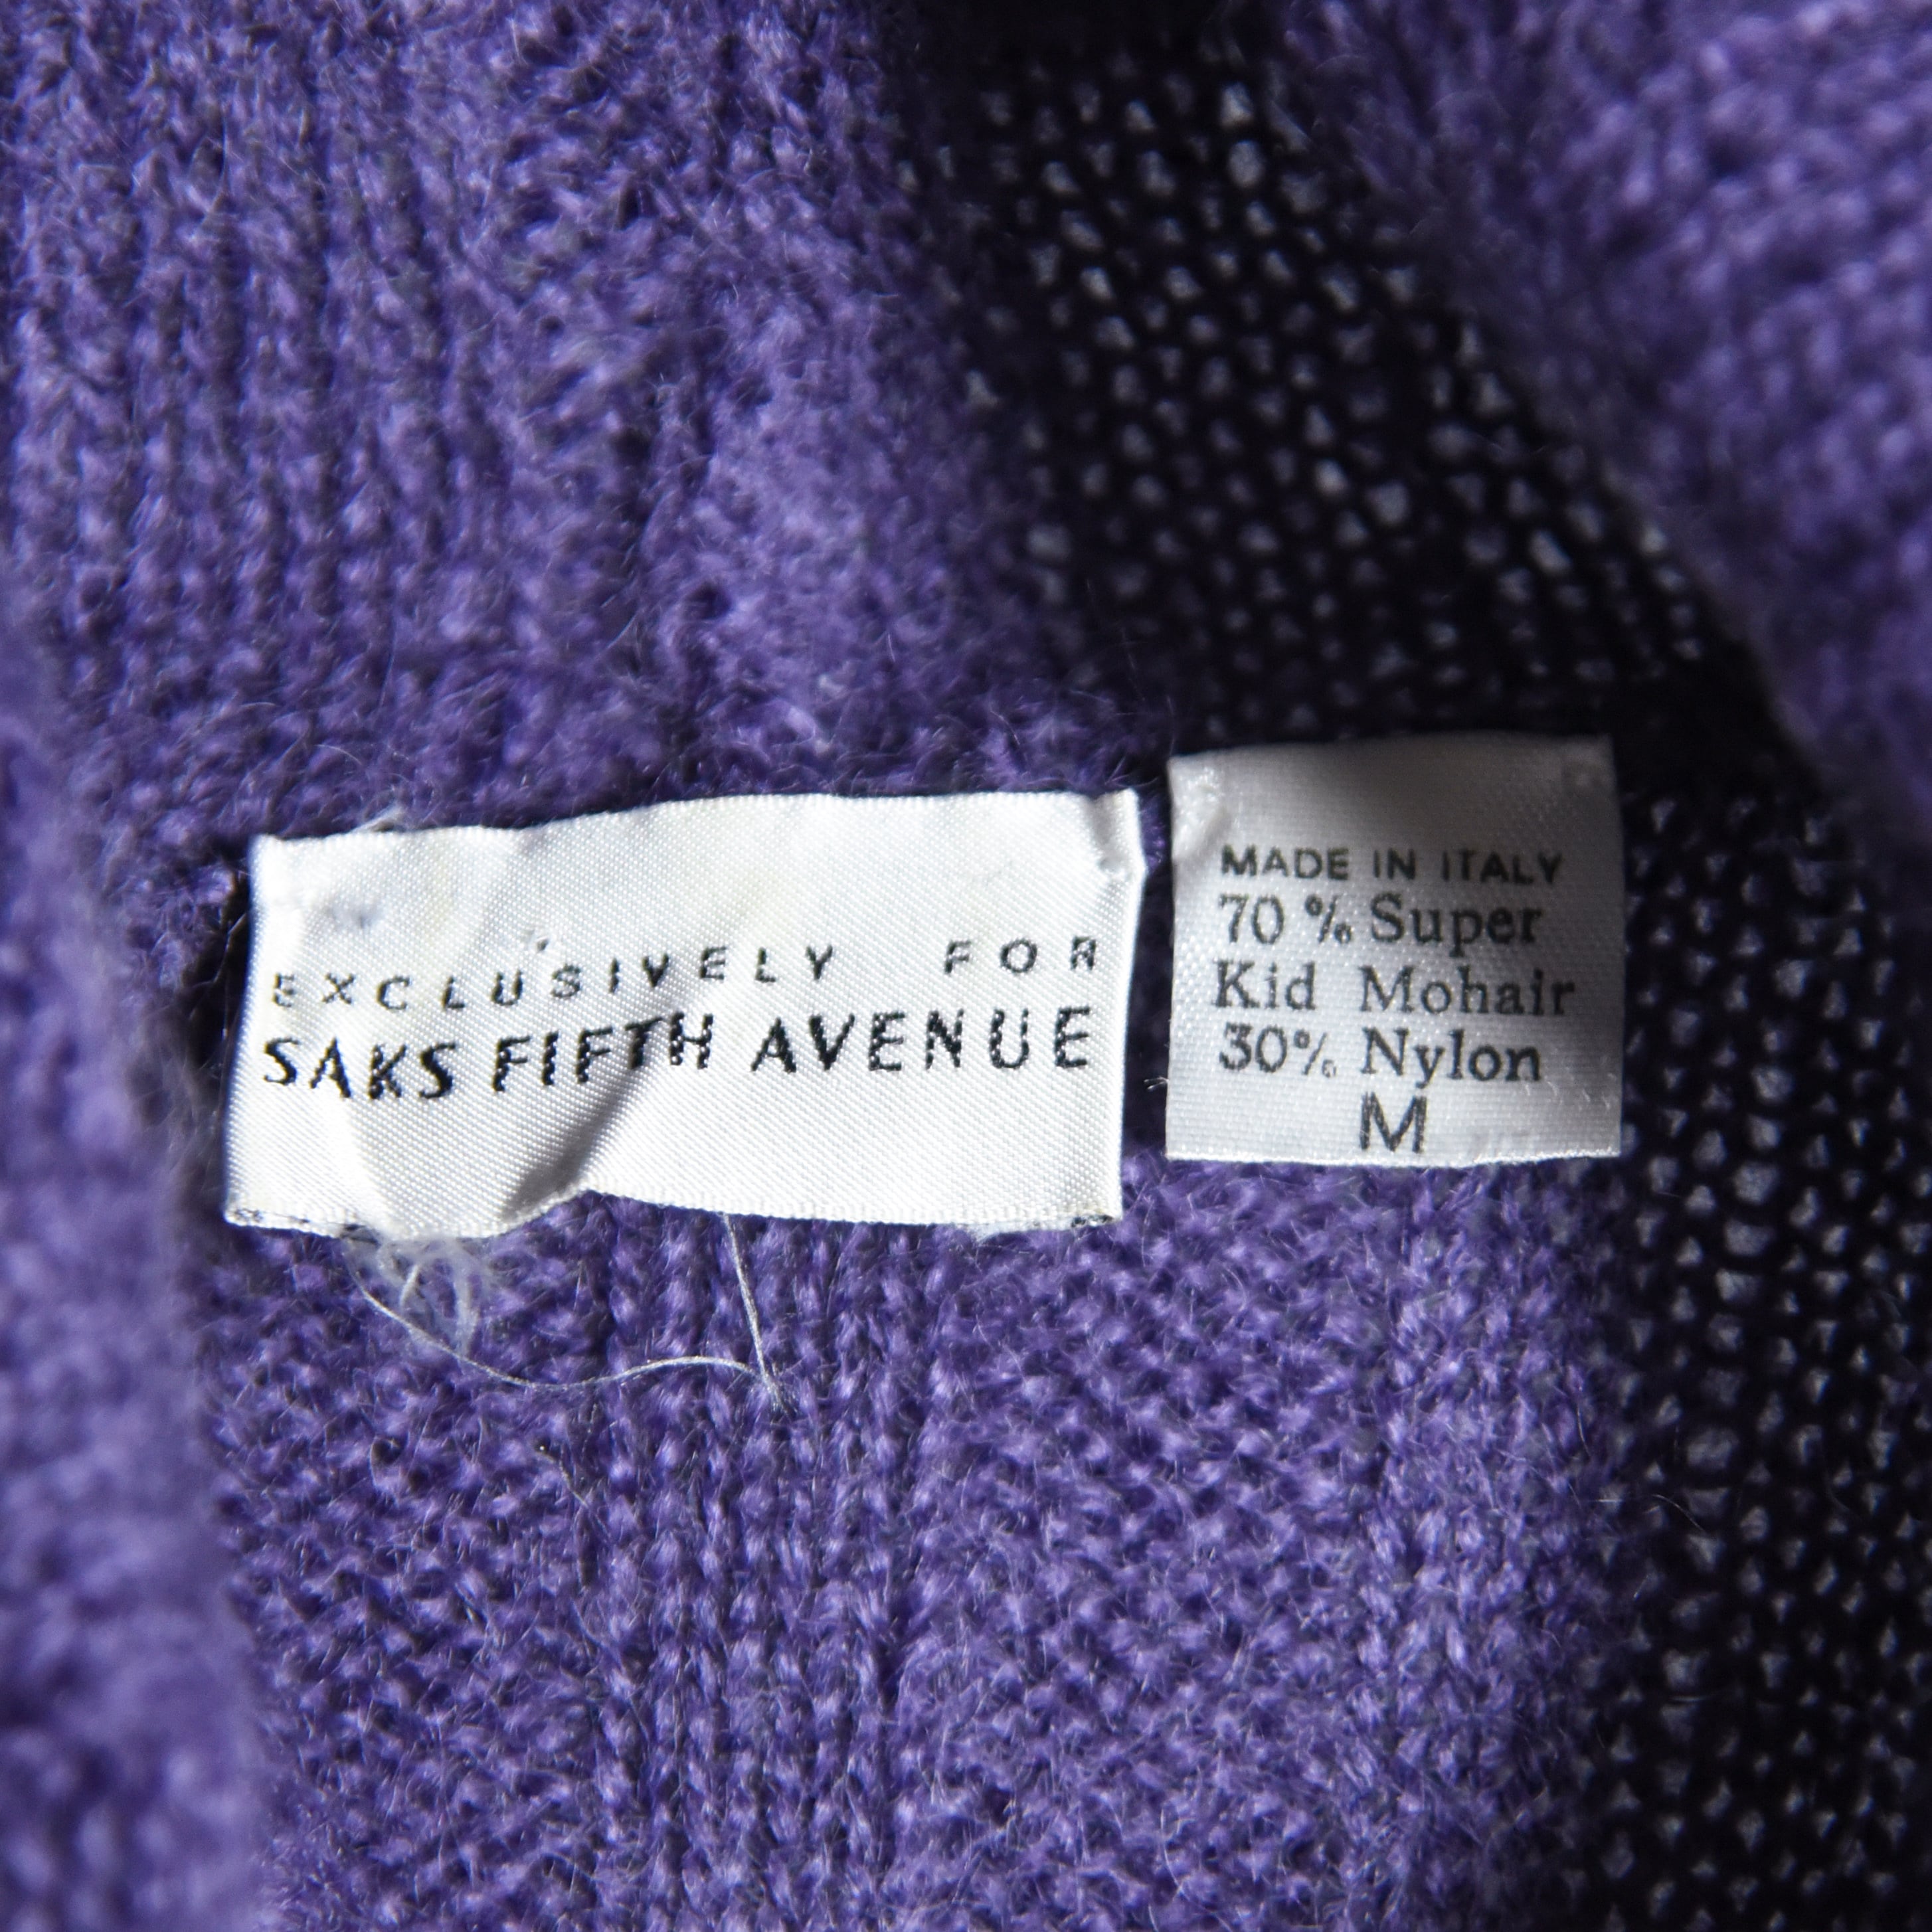 EXCLUSIVELY FOR
SAKS FIFTH AVENUE
MADE IN ITALY
70 % Super
Kid Mohair
30% Nylon
M